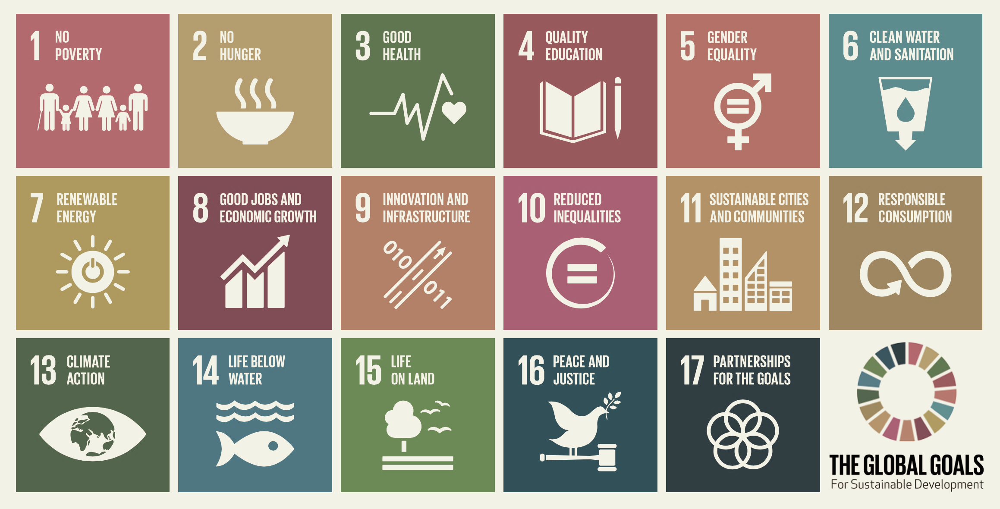 1 NO
POVERTY
2 NO
HUNGER
3 GOOD
HEALTH
4 QUALITY
EDUCATION
5 GENDER
EQUALITY
6 CLEAN WATER
AND SANITATION
7 RENEWABLE
ENERGY
8 GOOD JOBS AND
ECONOMIC GROWTH
9 INNOVATION AND
INFRASTRUCTURE
010
011
10 REDUCED
INEQUALITIES
11 SUSTAINABLE CITIES
AND COMMUNITIES
12 RESPONSIBLE
CONSUMPTION
13 CLIMATE
ACTION
14 LIFE BELOW
WATER
15 LIFE
ON LAND
16 PEACE AND
JUSTICE
17 PARTNERSHIPS
FOR THE GOALS
THE GLOBAL GOALS
For Sustainable Development